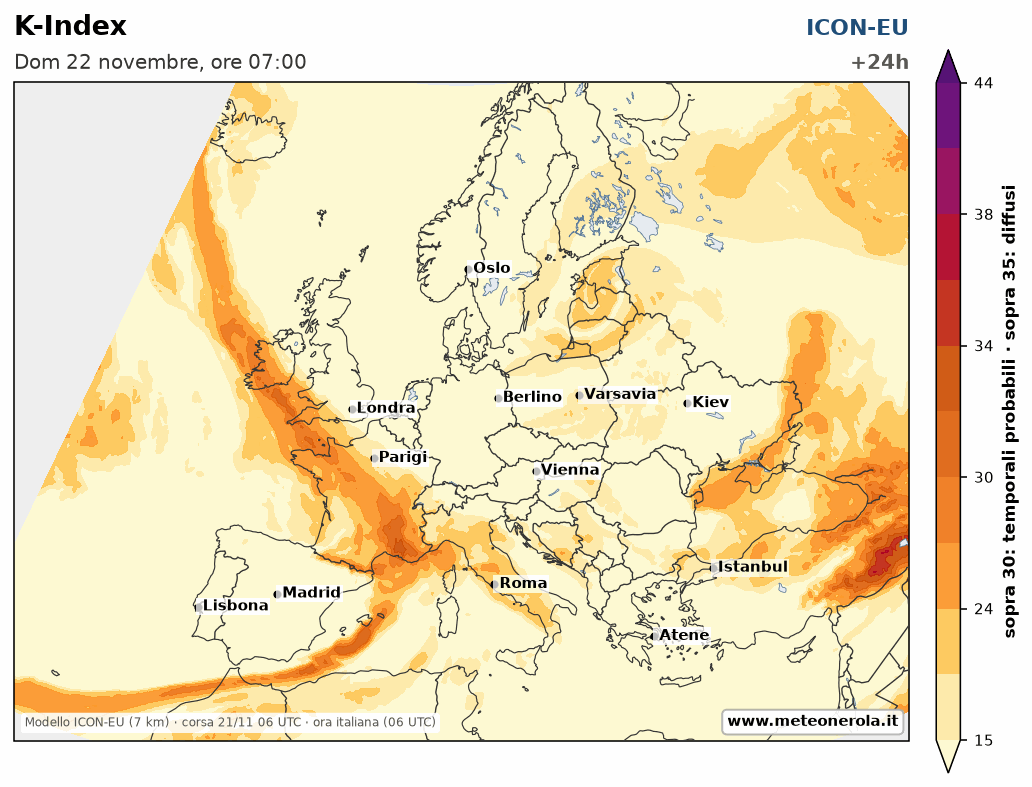 K-Index
ICON-EU
Dom 22 novembre, ore 07:00
+24h
44
38
34
30
24
15
sopra 30: temporali probabili · sopra 35: diffusi
Oslo
Berlino
Varsavia
Kiev
Londra
Parigi
Vienna
Istanbul
Roma
Madrid
Lisbona
Atene
Modello ICON-EU (7 km) · corsa 21/11 06 UTC · ora italiana (06 UTC)
www.meteonerola.it